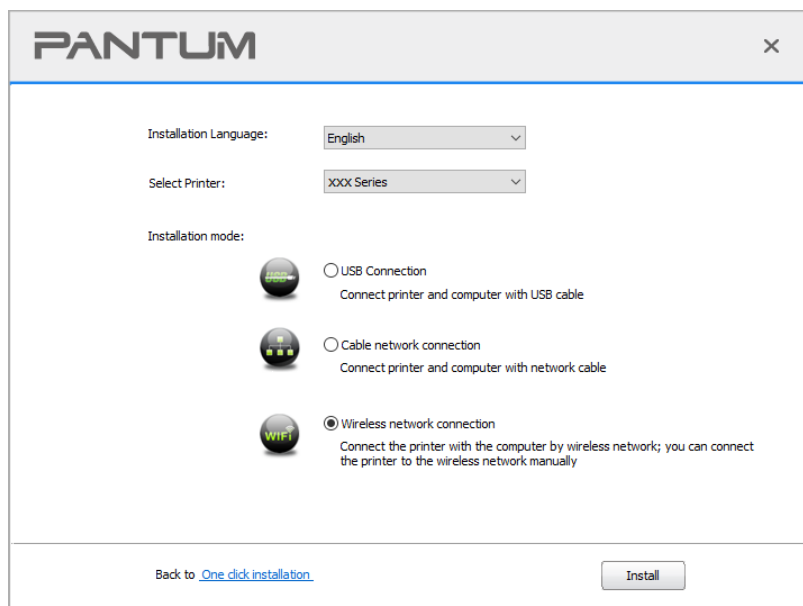 PANTUM
Installation Language:
English
Select Printer:
XXX Series
Installation mode:
USB
USB Connection
Connect printer and computer with USB cable
Cable network connection
Connect printer and computer with network cable
WiFi
Wireless network connection
Connect the printer with the computer by wireless network; you can connect
the printer to the wireless network manually
Back to One click installation
Install